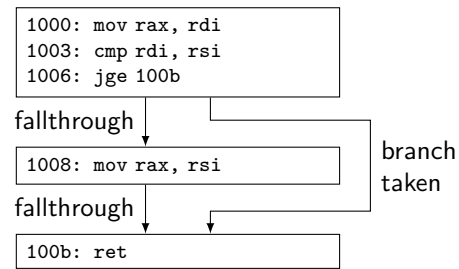 1000: mov rax, rdi
1003: cmp rdi, rsi
1006: jge 100b
fallthrough
branch
taken
1008: mov rax, rsi
fallthrough
100b: ret